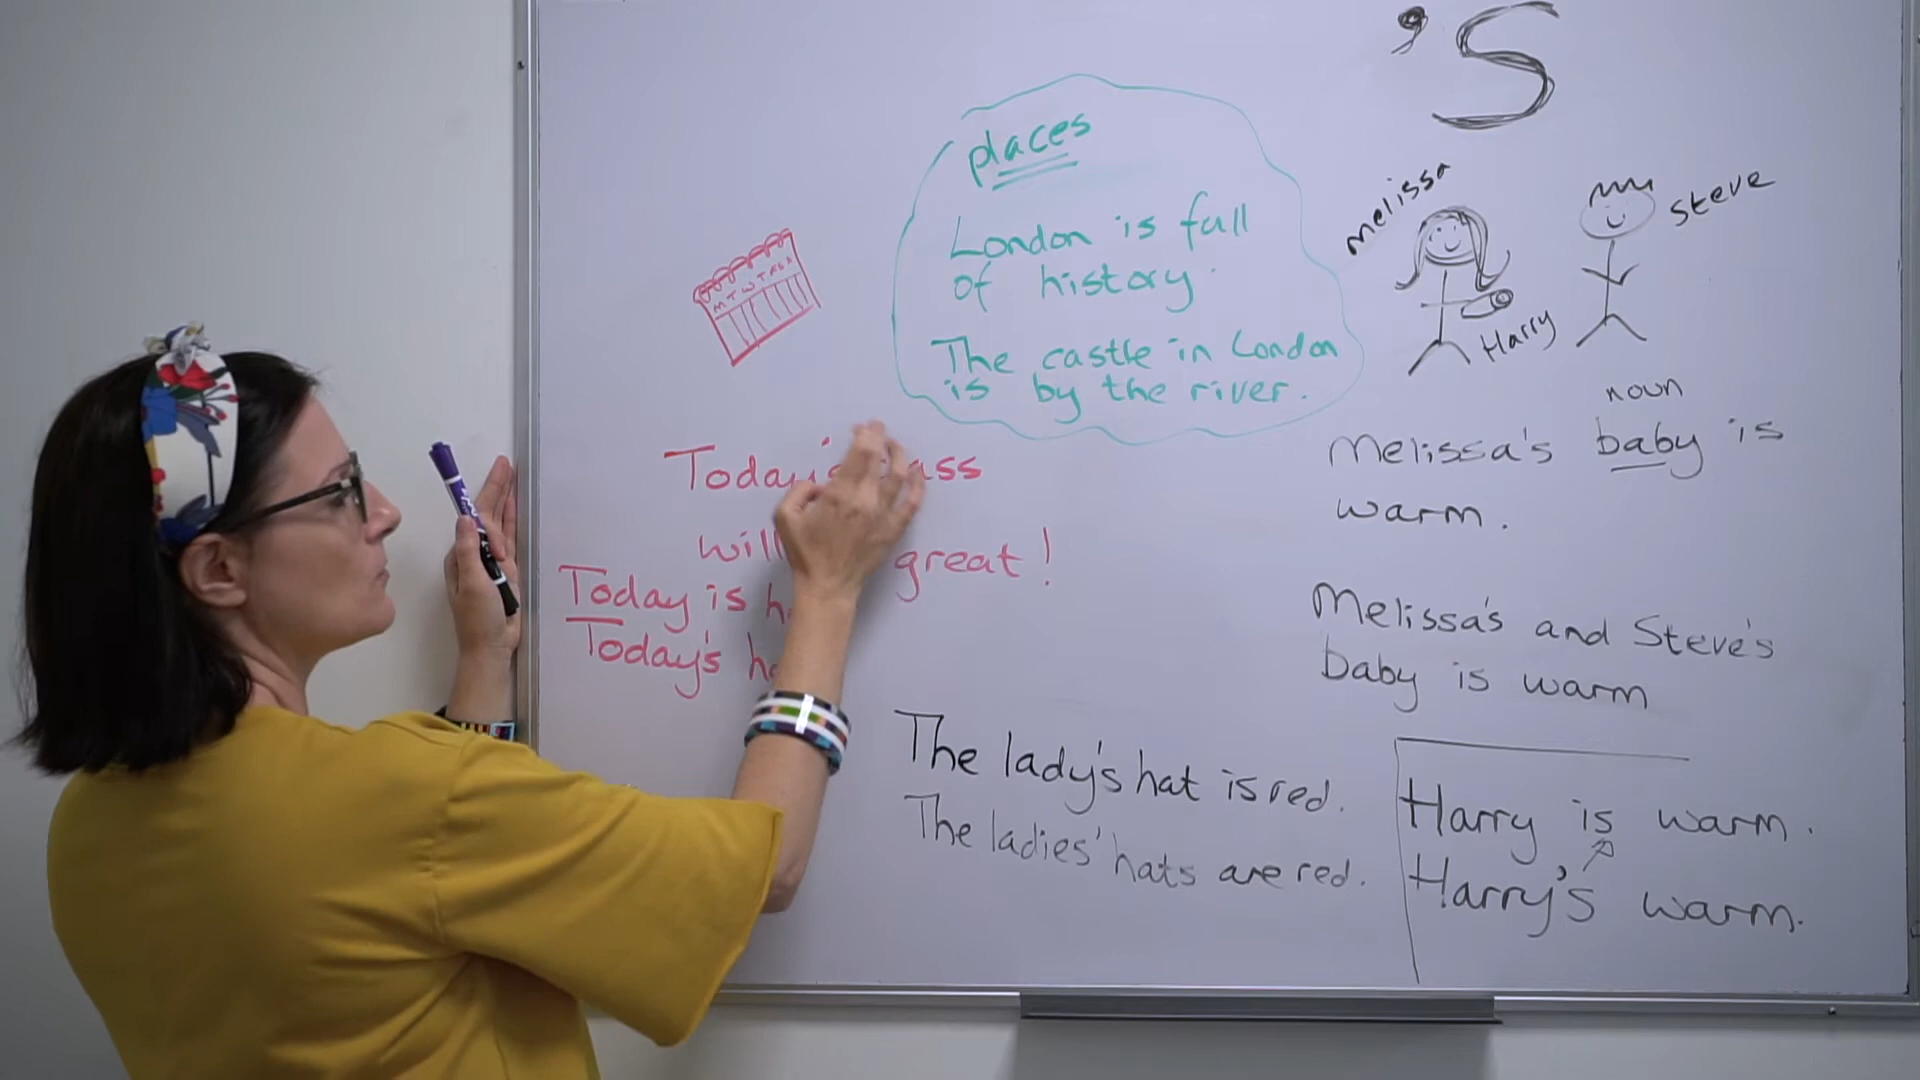 'S
places
London is full
of history.
The castle in London
is by the river.
M T W T F S S
Today's
will great!
Today is
Today's
melissa
steve
Harry
noun
Melissa's baby is
warm.
Melissa's and Steve's
baby is warm
The lady's hat is red.
The ladies' hats are red.
Harry is warm.
Harry's warm.